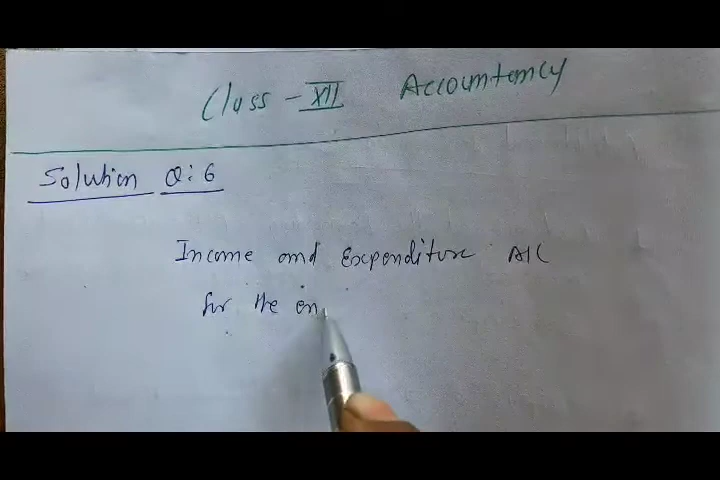 Class - XII Accountancy
Solution Q:6
Income and Expenditure A/C
for the en